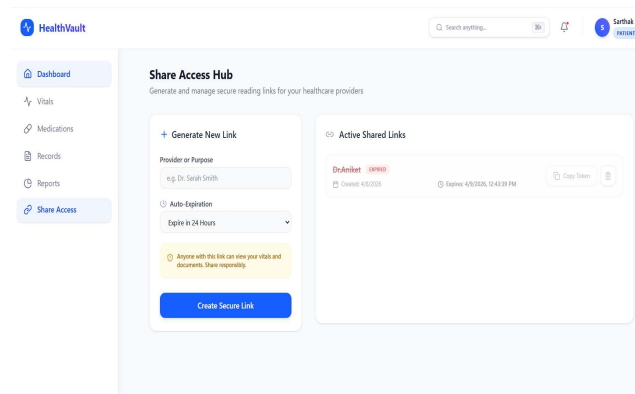 HealthVault
Search anything...
⌘K
Sarthak
S
PATIENT
Dashboard
Vitals
Medications
Records
Reports
Share Access
Share Access Hub
Generate and manage secure reading links for your healthcare providers
+ Generate New Link
Provider or Purpose
e.g. Dr. Sarah Smith
Auto-Expiration
Expire in 24 Hours
Anyone with this link can view your vitals and
documents. Share responsibly.
Create Secure Link
Active Shared Links
Dr.Aniket EXPIRED
Created: 4/8/2026 Expires: 4/9/2026, 12:43:39 PM
Copy Token